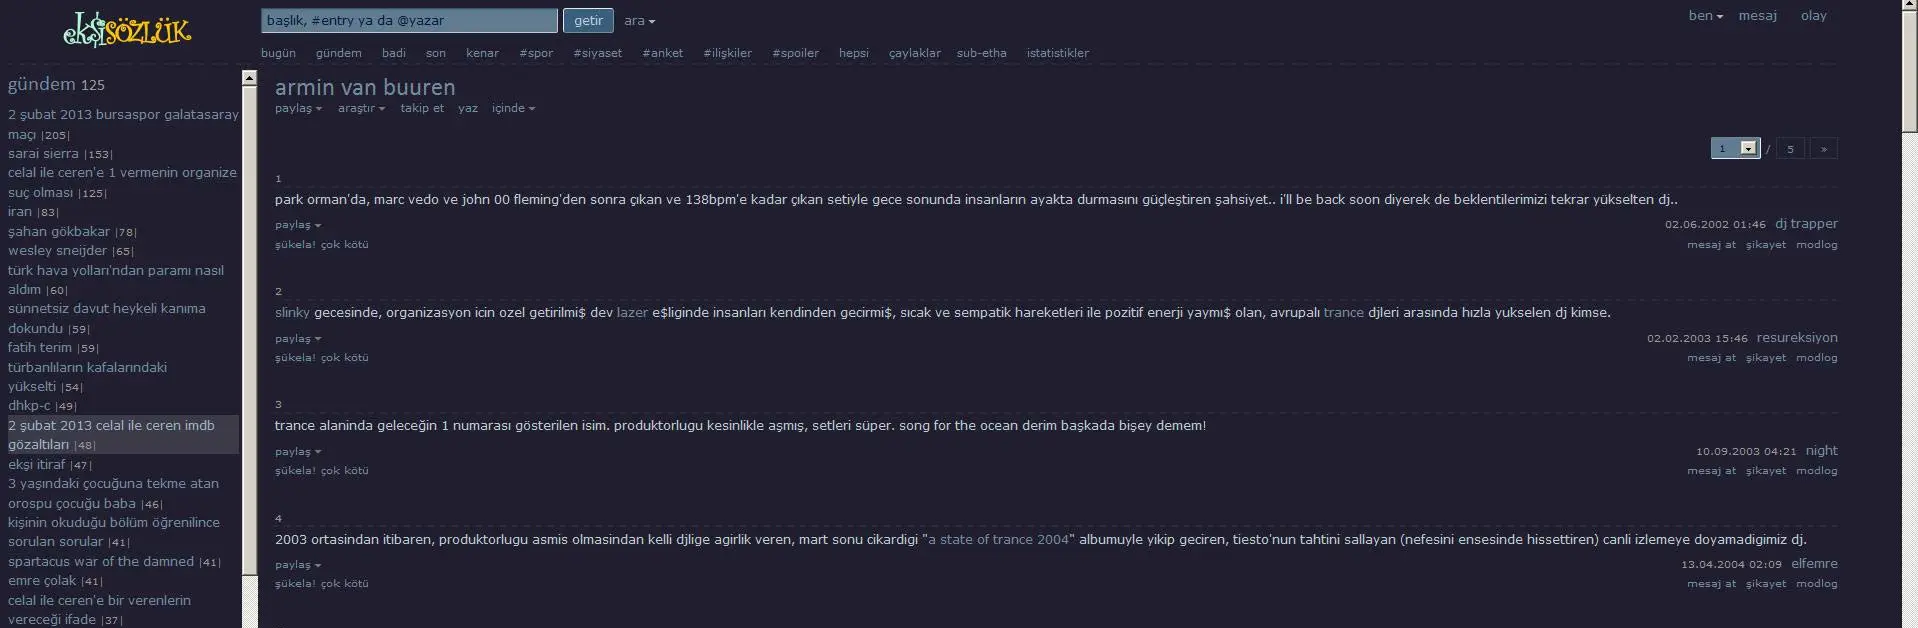 ekşisözlük
başlık, #entry ya da @yazar
getir
ara
ben
mesaj
olay
bugün
gündem
badi
son
kenar
#spor
#siyaset
#anket
#ilişkiler
#spoiler
hepsi
çaylaklar
sub-etha
istatistikler
gündem 125
2 şubat 2013 bursaspor galatasaray
maçı |205|
sarai sierra |153|
celal ile ceren'e 1 vermenin organize
suç olması |125|
iran |83|
şahan gökbakar |78|
wesley sneijder |65|
türk hava yolları'ndan paramı nasıl
aldım |60|
sünnetsiz davut heykeli kanıma
dokundu |59|
fatih terim |59|
türbanlıların kafalarındaki
yükselti |54|
dhkp-c |49|
2 şubat 2013 celal ile ceren imdb
gözaltıları |48|
ekşi itiraf |47|
3 yaşındaki çocuğuna tekme atan
orospu çocuğu baba |46|
kişinin okuduğu bölüm öğrenilince
sorulan sorular |41|
spartacus war of the damned |41|
emre çolak |41|
celal ile ceren'e bir verenlerin
vereceği ifade |37|
armin van buuren
paylaş araştır takip et yaz içinde
1 / 5 »
1
park orman'da, marc vedo ve john 00 fleming'den sonra çıkan ve 138bpm'e kadar çıkan setiyle gece sonunda insanların ayakta durmasını güçleştiren şahsiyet.. i'll be back soon diyerek de beklentilerimizi tekrar yükselten dj..
paylaş
02.06.2002 01:46 dj trapper
şükela! çok kötü
mesaj at şikayet modlog
2
slinky gecesinde, organizasyon icin ozel getirilmi$ dev lazer e$liginde insanları kendinden gecirmi$, sıcak ve sempatik hareketleri ile pozitif enerji yaymı$ olan, avrupalı trance djleri arasında hızla yukselen dj kimse.
paylaş
02.02.2003 15:46 resureksiyon
şükela! çok kötü
mesaj at şikayet modlog
3
trance alaninda geleceğin 1 numarası gösterilen isim. produktorlugu kesinlikle aşmış, setleri süper. song for the ocean derim başkada bişey demem!
paylaş
10.09.2003 04:21 night
şükela! çok kötü
mesaj at şikayet modlog
4
2003 ortasindan itibaren, produktorlugu asmis olmasindan kelli djlige agirlik veren, mart sonu cikardigi "a state of trance 2004" albumuyle yikip geciren, tiesto'nun tahtini sallayan (nefesini ensesinde hissettiren) canli izlemeye doyamadigimiz dj.
paylaş
13.04.2004 02:09 elfemre
şükela! çok kötü
mesaj at şikayet modlog